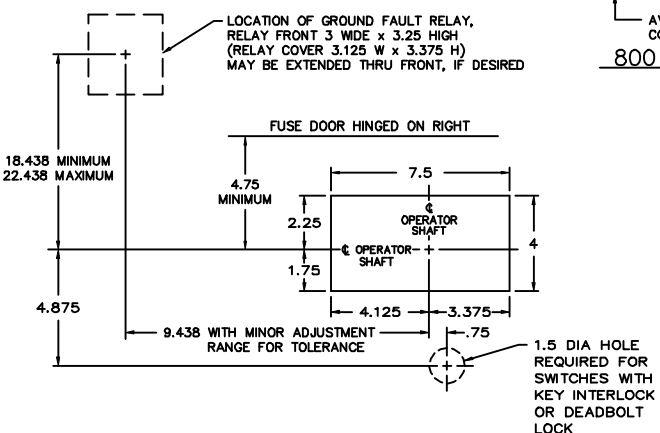 LOCATION OF GROUND FAULT RELAY,
RELAY FRONT 3 WIDE x 3.25 HIGH
(RELAY COVER 3.125 W x 3.375 H)
MAY BE EXTENDED THRU FRONT, IF DESIRED
800
FUSE DOOR HINGED ON RIGHT
18.438 MINIMUM
22.438 MAXIMUM
4.75
MINIMUM
7.5
2.25
℄
OPERATOR
SHAFT
℄ OPERATOR
SHAFT
4
1.75
4.875
4.125
3.375
9.438 WITH MINOR ADJUSTMENT
RANGE FOR TOLERANCE
.75
1.5 DIA HOLE
REQUIRED FOR
SWITCHES WITH
KEY INTERLOCK
OR DEADBOLT
LOCK